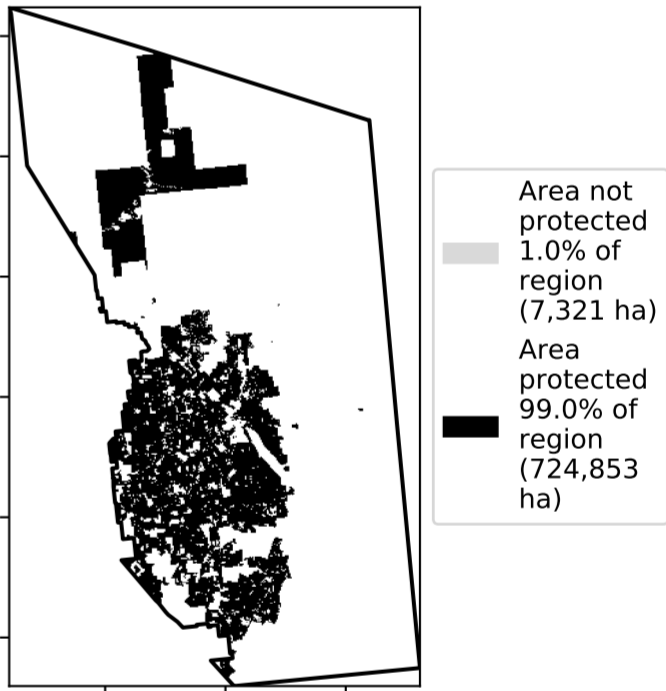 Area not
protected
1.0% of
region
(7,321 ha)
Area
protected
99.0% of
region
(724,853
ha)